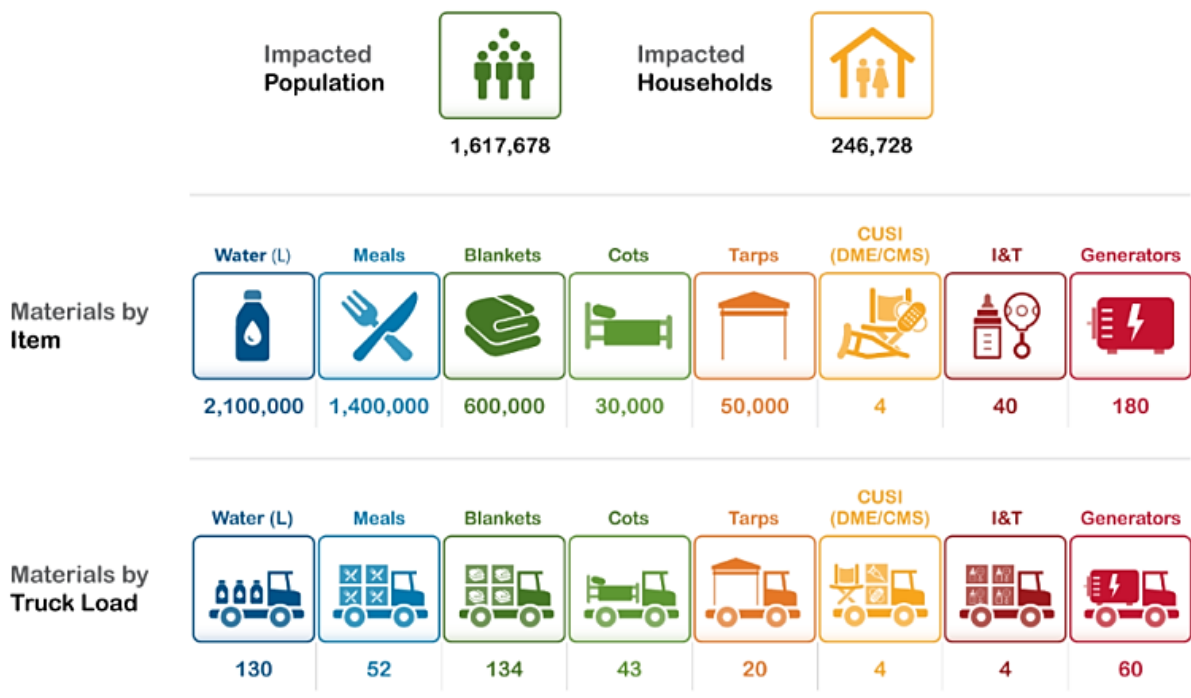 Impacted
Population
Impacted
Households
1,617,678
246,728
Materials by
Item
Water (L)
Meals
Blankets
Cots
Tarps
CUSI
(DME/CMS)
I&T
Generators
2,100,000
1,400,000
600,000
30,000
50,000
4
40
180
Materials by
Truck Load
Water (L)
Meals
Blankets
Cots
Tarps
CUSI
(DME/CMS)
I&T
Generators
130
52
134
43
20
4
4
60